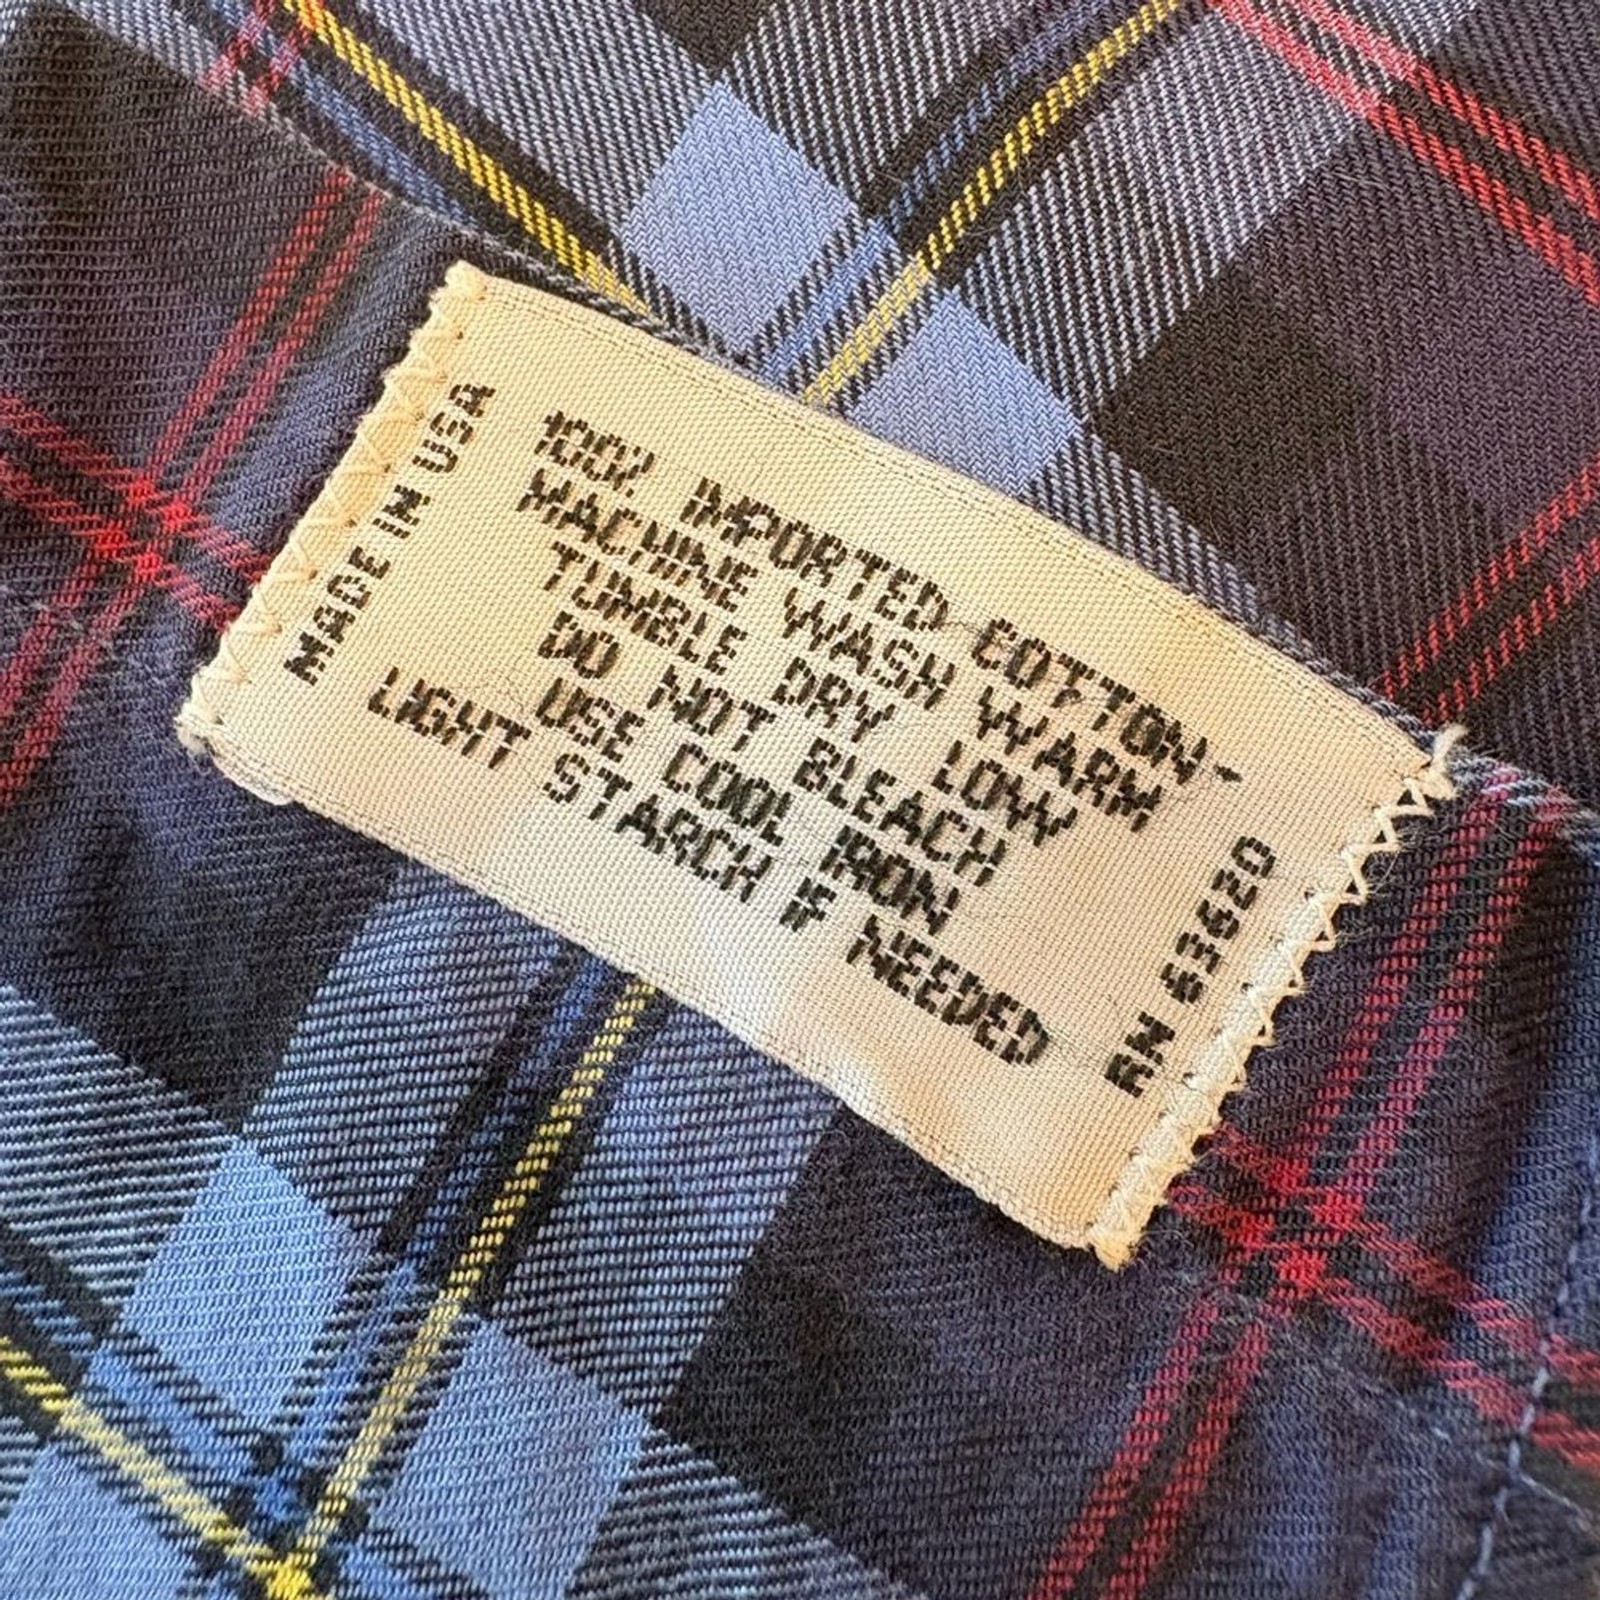 MADE IN USA
100% IMPORTED COTTON-
MACHINE WASH WARM
TUMBLE DRY LOW
DO NOT BLEACH
USE COOL IRON
LIGHT STARCH IF NEEDED
RN 63620